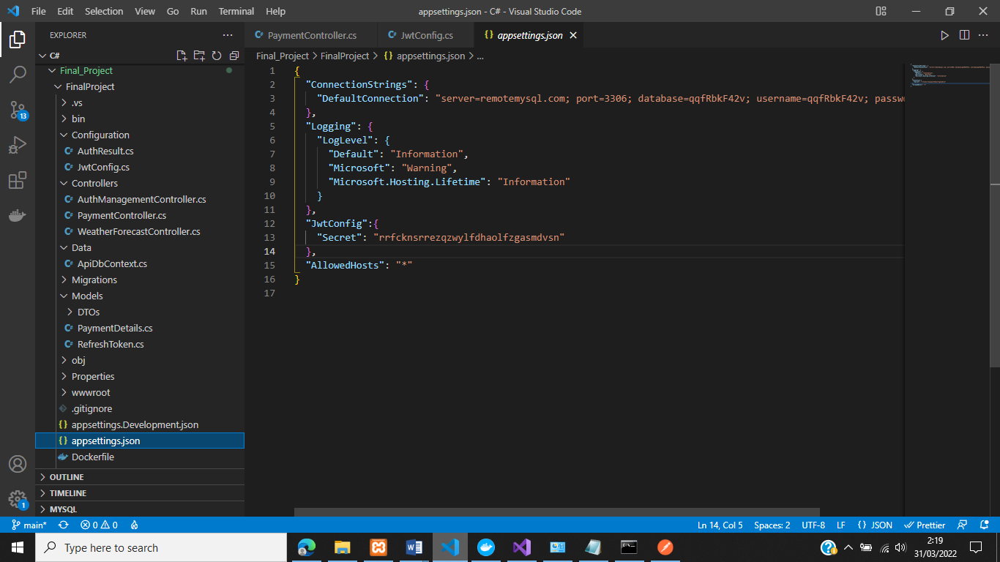 File Edit Selection View Go Run Terminal Help
appsettings.json - C# - Visual Studio Code
EXPLORER
C#
Final_Project
FinalProject
.vs
bin
Configuration
AuthResult.cs
JwtConfig.cs
Controllers
AuthManagementController.cs
PaymentController.cs
WeatherForecastController.cs
Data
ApiDbContext.cs
Migrations
Models
DTOs
PaymentDetails.cs
RefreshToken.cs
obj
Properties
wwwroot
.gitignore
appsettings.Development.json
appsettings.json
Dockerfile
OUTLINE
TIMELINE
MYSQL
13
1
PaymentController.cs JwtConfig.cs appsettings.json
Final_Project > FinalProject > {} appsettings.json > ...
1 {
2 "ConnectionStrings": {
3 "DefaultConnection": "server=remotemysql.com; port=3306; database=qqfRbkF42v; username=qqfRbkF42v; passw
4 },
5 "Logging": {
6 "LogLevel": {
7 "Default": "Information",
8 "Microsoft": "Warning",
9 "Microsoft.Hosting.Lifetime": "Information"
10 }
11 },
12 "JwtConfig":{
13 "Secret": "rrfcknsrrezqzwylfdhaolfzgasmdvsn"
14 },
15 "AllowedHosts": "*"
16 }
17
main* 0 0 Ln 14, Col 5 Spaces: 2 UTF-8 LF {} JSON Prettier
Type here to search
2:19
31/03/2022